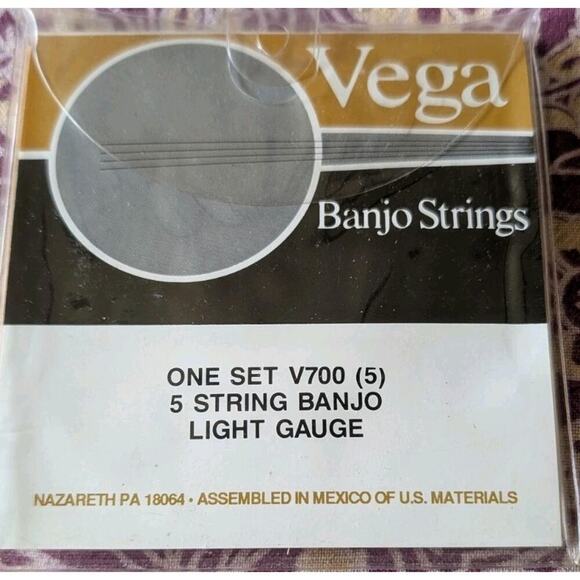 Vega
Banjo Strings
ONE SET V700 (5)
5 STRING BANJO
LIGHT GAUGE
NAZARETH PA 18064 • ASSEMBLED IN MEXICO OF U.S. MATERIALS